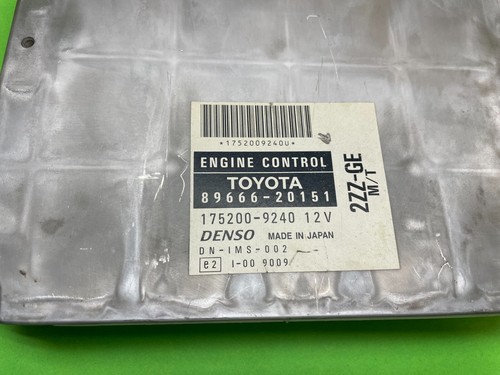 *1752009240U*
ENGINE CONTROL
TOYOTA
89666-20151
175200-9240 12V
DENSO MADE IN JAPAN
DN-IMS-002
e2 I-00 9009
2ZZ-GE
M/T